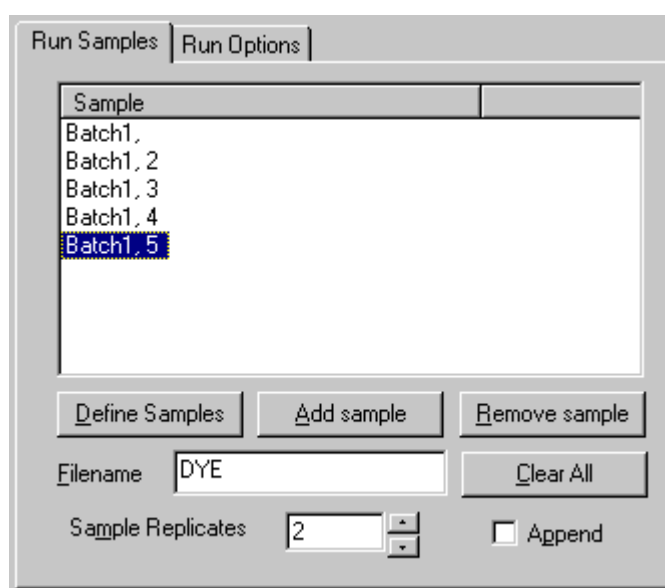 Run Samples Run Options
Sample
Batch1,
Batch1, 2
Batch1, 3
Batch1, 4
Batch1, 5
Define Samples Add sample Remove sample
Filename DYE Clear All
Sample Replicates 2 Append